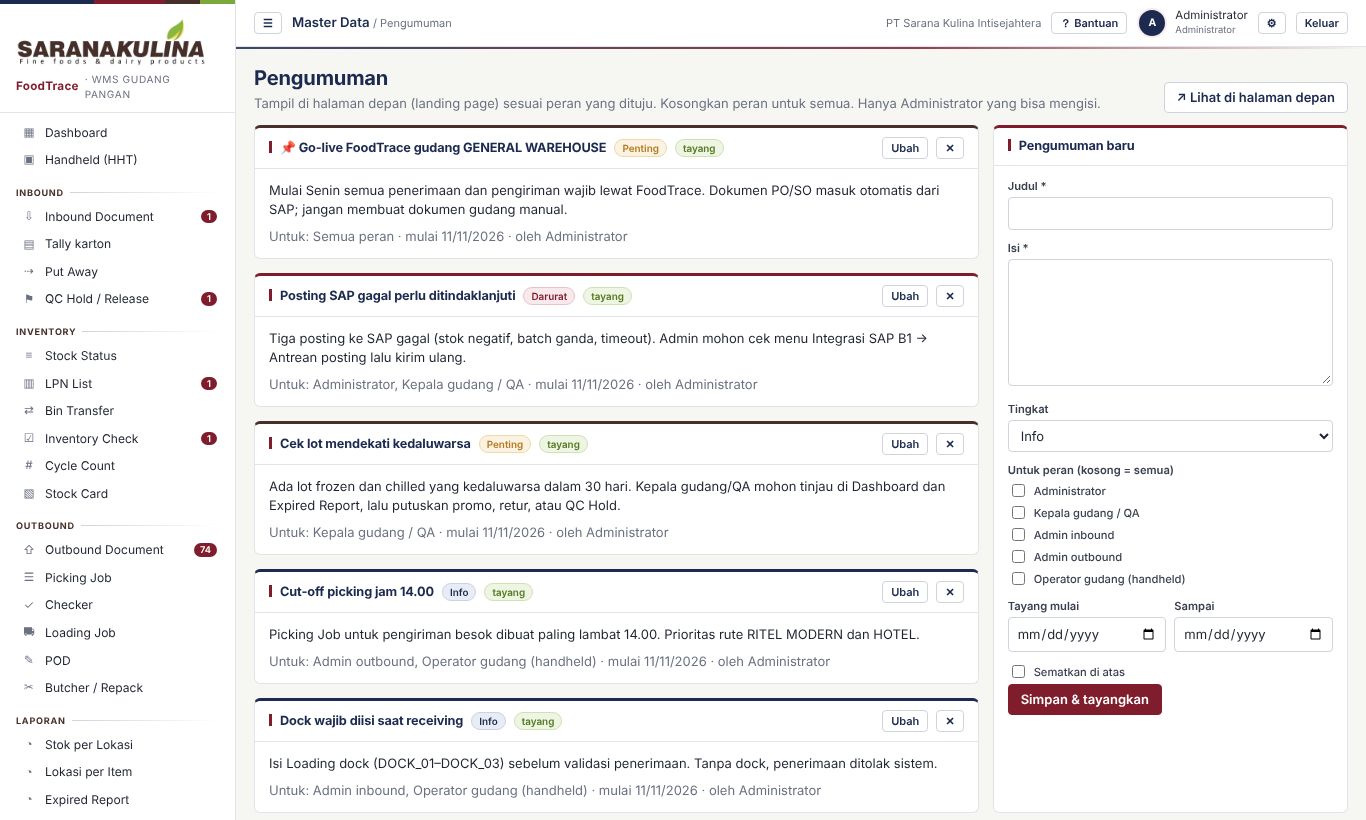 SARANAKULINA
Fine foods & dairy products
FoodTrace · WMS GUDANG PANGAN
Dashboard
Handheld (HHT)
INBOUND
Inbound Document 1
Tally karton
Put Away
QC Hold / Release 1
INVENTORY
Stock Status
LPN List 1
Bin Transfer
Inventory Check 1
Cycle Count
Stock Card
OUTBOUND
Outbound Document 74
Picking Job
Checker
Loading Job
POD
Butcher / Repack
LAPORAN
Stok per Lokasi
Lokasi per Item
Expired Report
Master Data / Pengumuman
PT Sarana Kulina Intisejahtera
? Bantuan
A
Administrator
Administrator
Keluar
Pengumuman
Tampil di halaman depan (landing page) sesuai peran yang dituju. Kosongkan peran untuk semua. Hanya Administrator yang bisa mengisi.
↗ Lihat di halaman depan
📌 Go-live FoodTrace gudang GENERAL WAREHOUSE Penting tayang Ubah ✕
Mulai Senin semua penerimaan dan pengiriman wajib lewat FoodTrace. Dokumen PO/SO masuk otomatis dari
SAP; jangan membuat dokumen gudang manual.
Untuk: Semua peran · mulai 11/11/2026 · oleh Administrator
Posting SAP gagal perlu ditindaklanjuti Darurat tayang Ubah ✕
Tiga posting ke SAP gagal (stok negatif, batch ganda, timeout). Admin mohon cek menu Integrasi SAP B1 →
Antrean posting lalu kirim ulang.
Untuk: Administrator, Kepala gudang / QA · mulai 11/11/2026 · oleh Administrator
Cek lot mendekati kedaluwarsa Penting tayang Ubah ✕
Ada lot frozen dan chilled yang kedaluwarsa dalam 30 hari. Kepala gudang/QA mohon tinjau di Dashboard dan
Expired Report, lalu putuskan promo, retur, atau QC Hold.
Untuk: Kepala gudang / QA · mulai 11/11/2026 · oleh Administrator
Cut-off picking jam 14.00 Info tayang Ubah ✕
Picking Job untuk pengiriman besok dibuat paling lambat 14.00. Prioritas rute RITEL MODERN dan HOTEL.
Untuk: Admin outbound, Operator gudang (handheld) · mulai 11/11/2026 · oleh Administrator
Dock wajib diisi saat receiving Info tayang Ubah ✕
Isi Loading dock (DOCK_01–DOCK_03) sebelum validasi penerimaan. Tanpa dock, penerimaan ditolak sistem.
Untuk: Admin inbound, Operator gudang (handheld) · mulai 11/11/2026 · oleh Administrator
Pengumuman baru
Judul *
Isi *
Tingkat
Info
Untuk peran (kosong = semua)
Administrator
Kepala gudang / QA
Admin inbound
Admin outbound
Operator gudang (handheld)
Tayang mulai Sampai
mm/dd/yyyy mm/dd/yyyy
Sematkan di atas
Simpan & tayangkan